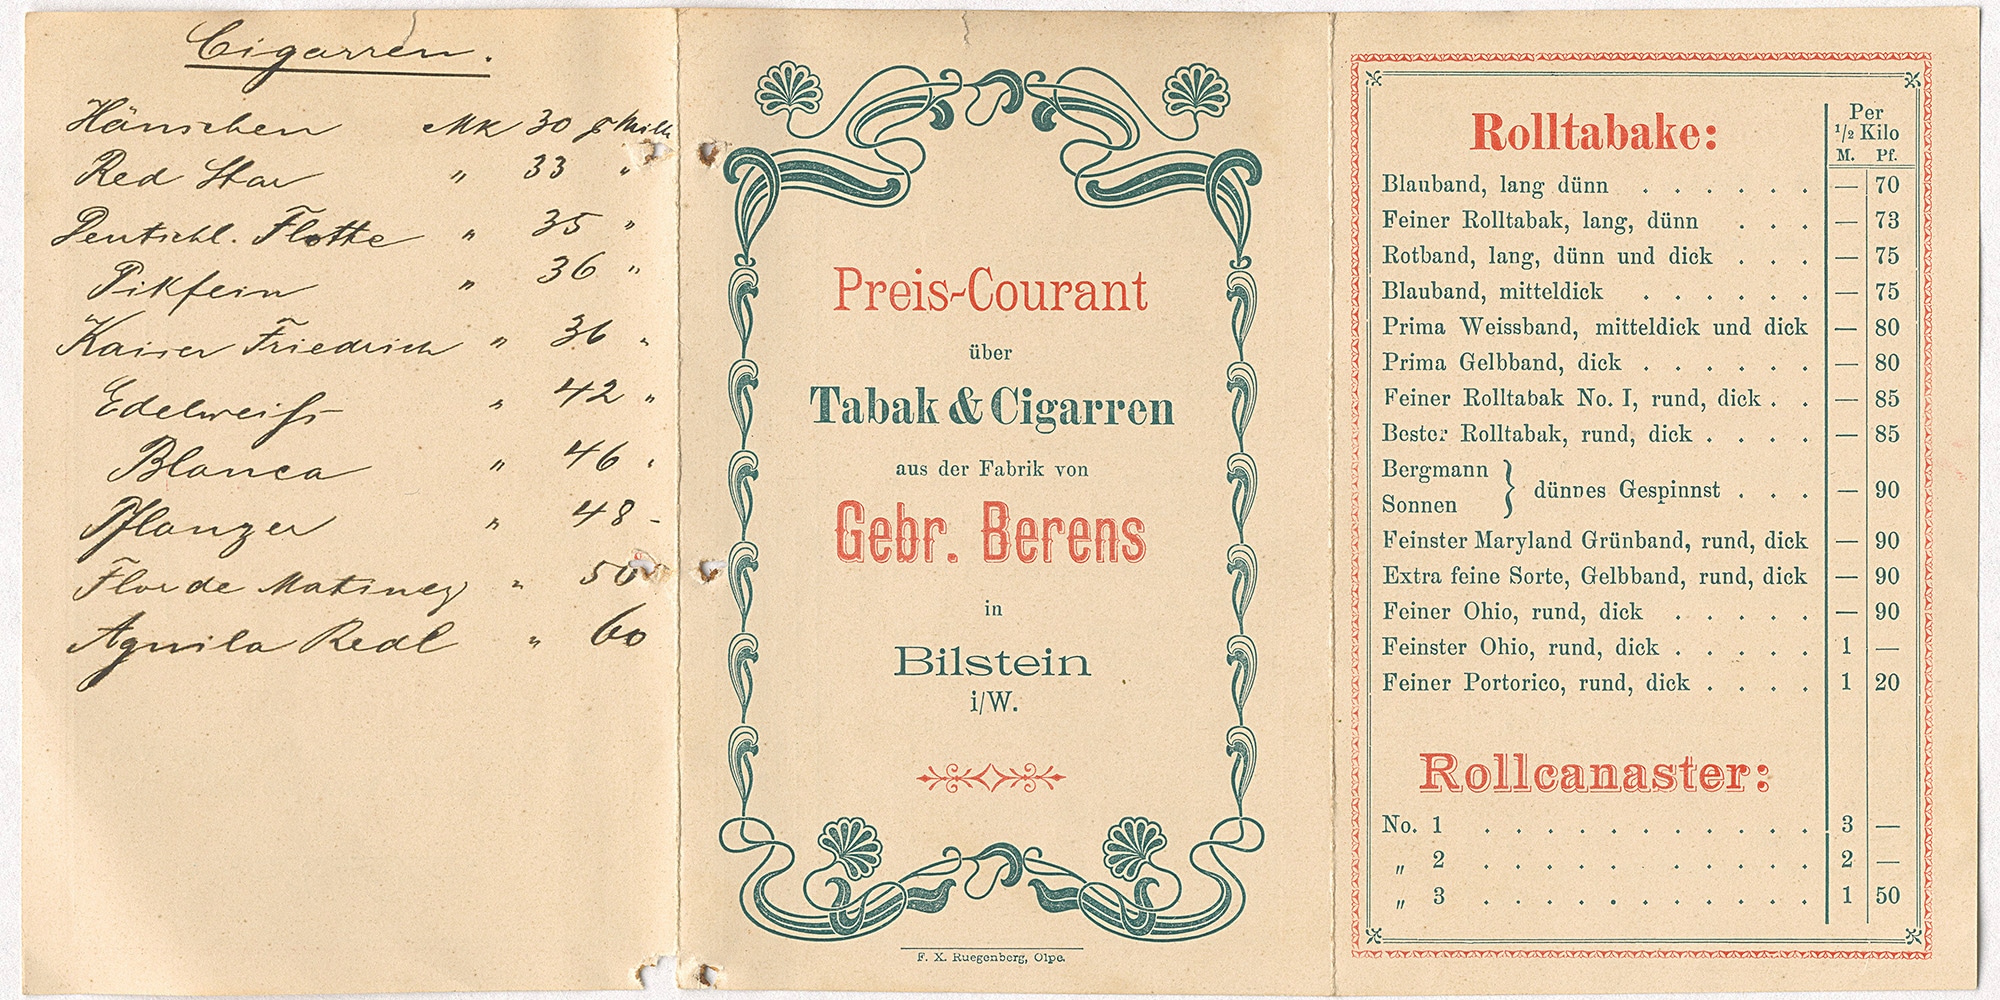 Cigarren.
Hänschen Mk 30 p Mille
Red Star " 33 "
Deutschl. Flotte " 35 "
Pikfein " 36 "
Kaiser Friedrich " 36 "
Edelweiß " 42 "
Blanca " 46 "
Pflanzer " 48 -
Flor de Matiney " 50
Aguila Real " 60
Preis-Courant
über
Tabak & Cigarren
aus der Fabrik von
Gebr. Berens
in
Bilstein
i/W.
F. X. Ruegenberg, Olpe.
Rolltabake:
Per
1/2 Kilo
M. Pf.
Blauband, lang dünn . . . . . . — 70
Feiner Rolltabak, lang, dünn . . . — 73
Rotband, lang, dünn und dick . . . — 75
Blauband, mitteldick . . . . . . — 75
Prima Weissband, mitteldick und dick — 80
Prima Gelbband, dick . . . . . . — 80
Feiner Rolltabak No. I, rund, dick . . — 85
Bester Rolltabak, rund, dick . . . . — 85
Bergmann
Sonnen } dünnes Gespinnst . . . — 90
Feinster Maryland Grünband, rund, dick — 90
Extra feine Sorte, Gelbband, rund, dick — 90
Feiner Ohio, rund, dick . . . . . — 90
Feinster Ohio, rund, dick . . . . . 1 —
Feiner Portorico, rund, dick . . . . 1 20
Rollcanaster:
No. 1 . . . . . . . . . . . . 3 —
" 2 . . . . . . . . . . . 2 —
" 3 . . . . . . . . . . . . 1 50